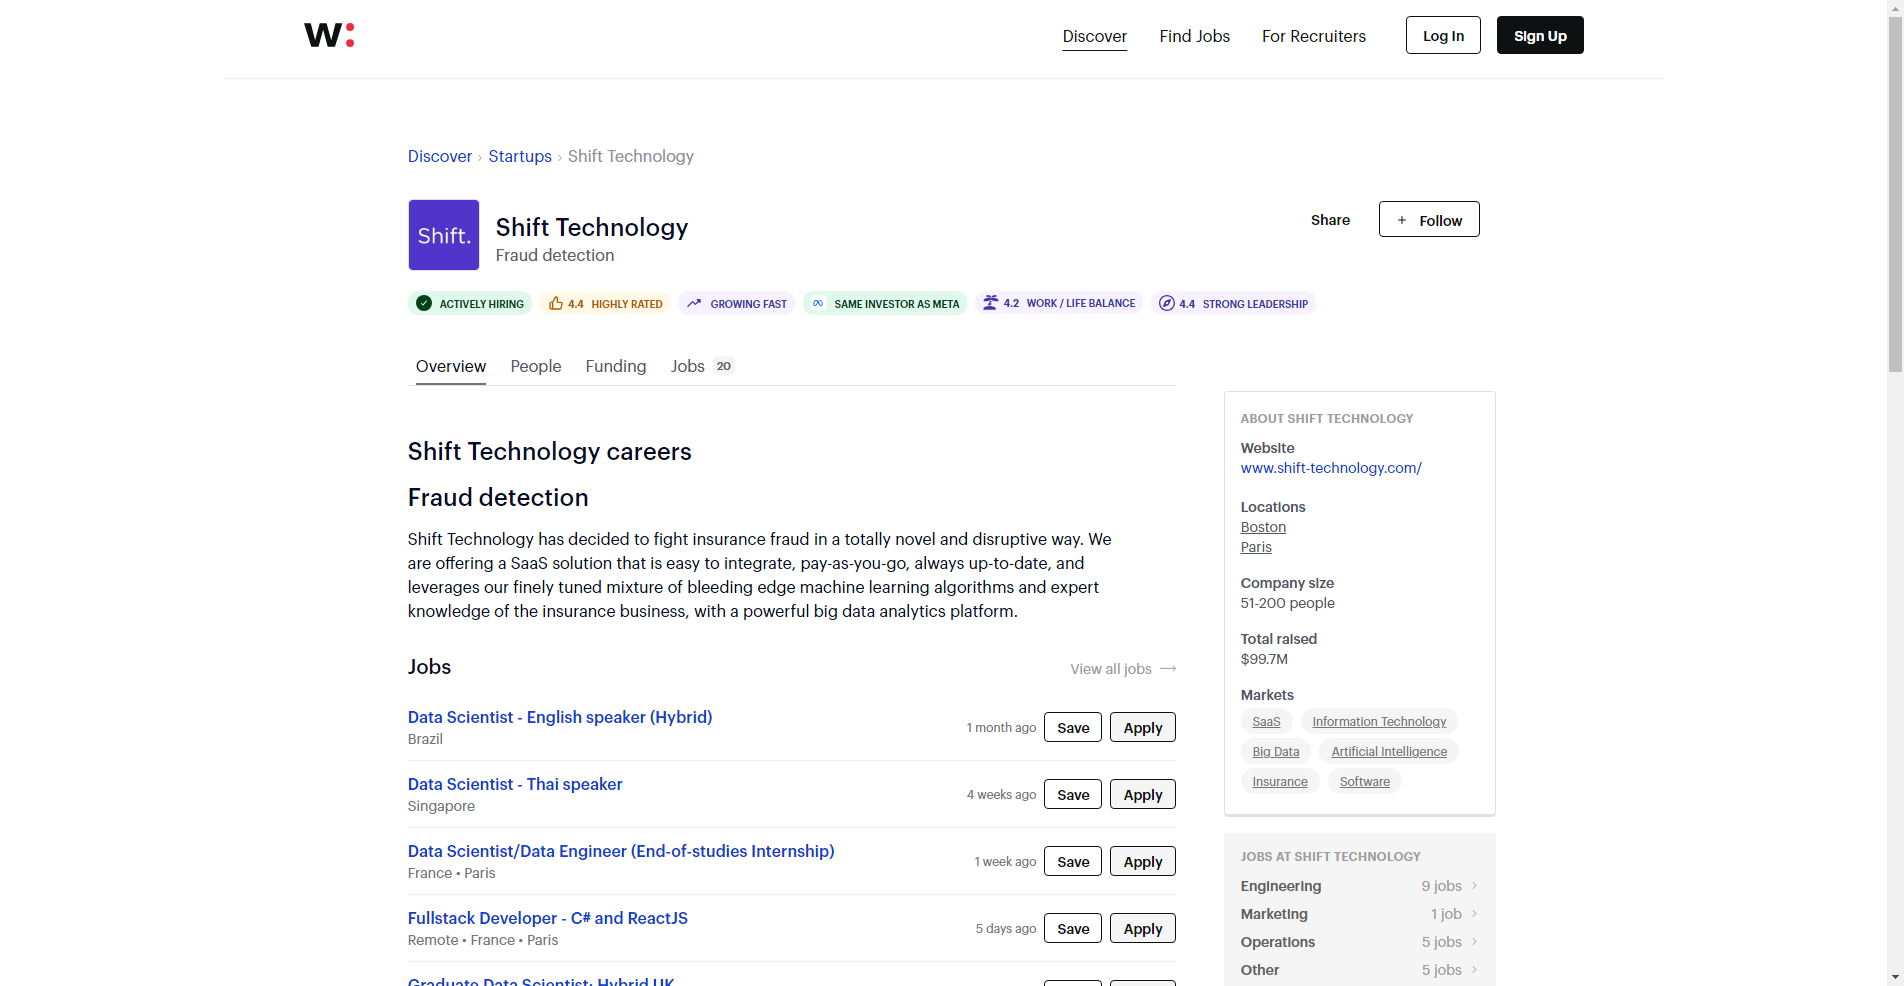 W:
Discover
Find Jobs
For Recruiters
Log In
Sign Up
Discover › Startups › Shift Technology
Shift.
Shift Technology
Fraud detection
Share
+ Follow
ACTIVELY HIRING
4.4 HIGHLY RATED
GROWING FAST
SAME INVESTOR AS META
4.2 WORK / LIFE BALANCE
4.4 STRONG LEADERSHIP
Overview
People
Funding
Jobs 20
Shift Technology careers
Fraud detection
Shift Technology has decided to fight insurance fraud in a totally novel and disruptive way. We
are offering a SaaS solution that is easy to integrate, pay-as-you-go, always up-to-date, and
leverages our finely tuned mixture of bleeding edge machine learning algorithms and expert
knowledge of the insurance business, with a powerful big data analytics platform.
Jobs
View all jobs →
Data Scientist - English speaker (Hybrid)
Brazil
1 month ago
Save
Apply
Data Scientist - Thai speaker
Singapore
4 weeks ago
Save
Apply
Data Scientist/Data Engineer (End-of-studies Internship)
France • Paris
1 week ago
Save
Apply
Fullstack Developer - C# and ReactJS
Remote • France • Paris
5 days ago
Save
Apply
Graduate Data Scientist: Hybrid UK
ABOUT SHIFT TECHNOLOGY
Website
www.shift-technology.com/
Locations
Boston
Paris
Company size
51-200 people
Total raised
$99.7M
Markets
SaaS
Information Technology
Big Data
Artificial Intelligence
Insurance
Software
JOBS AT SHIFT TECHNOLOGY
Engineering 9 jobs ›
Marketing 1 job ›
Operations 5 jobs ›
Other 5 jobs ›